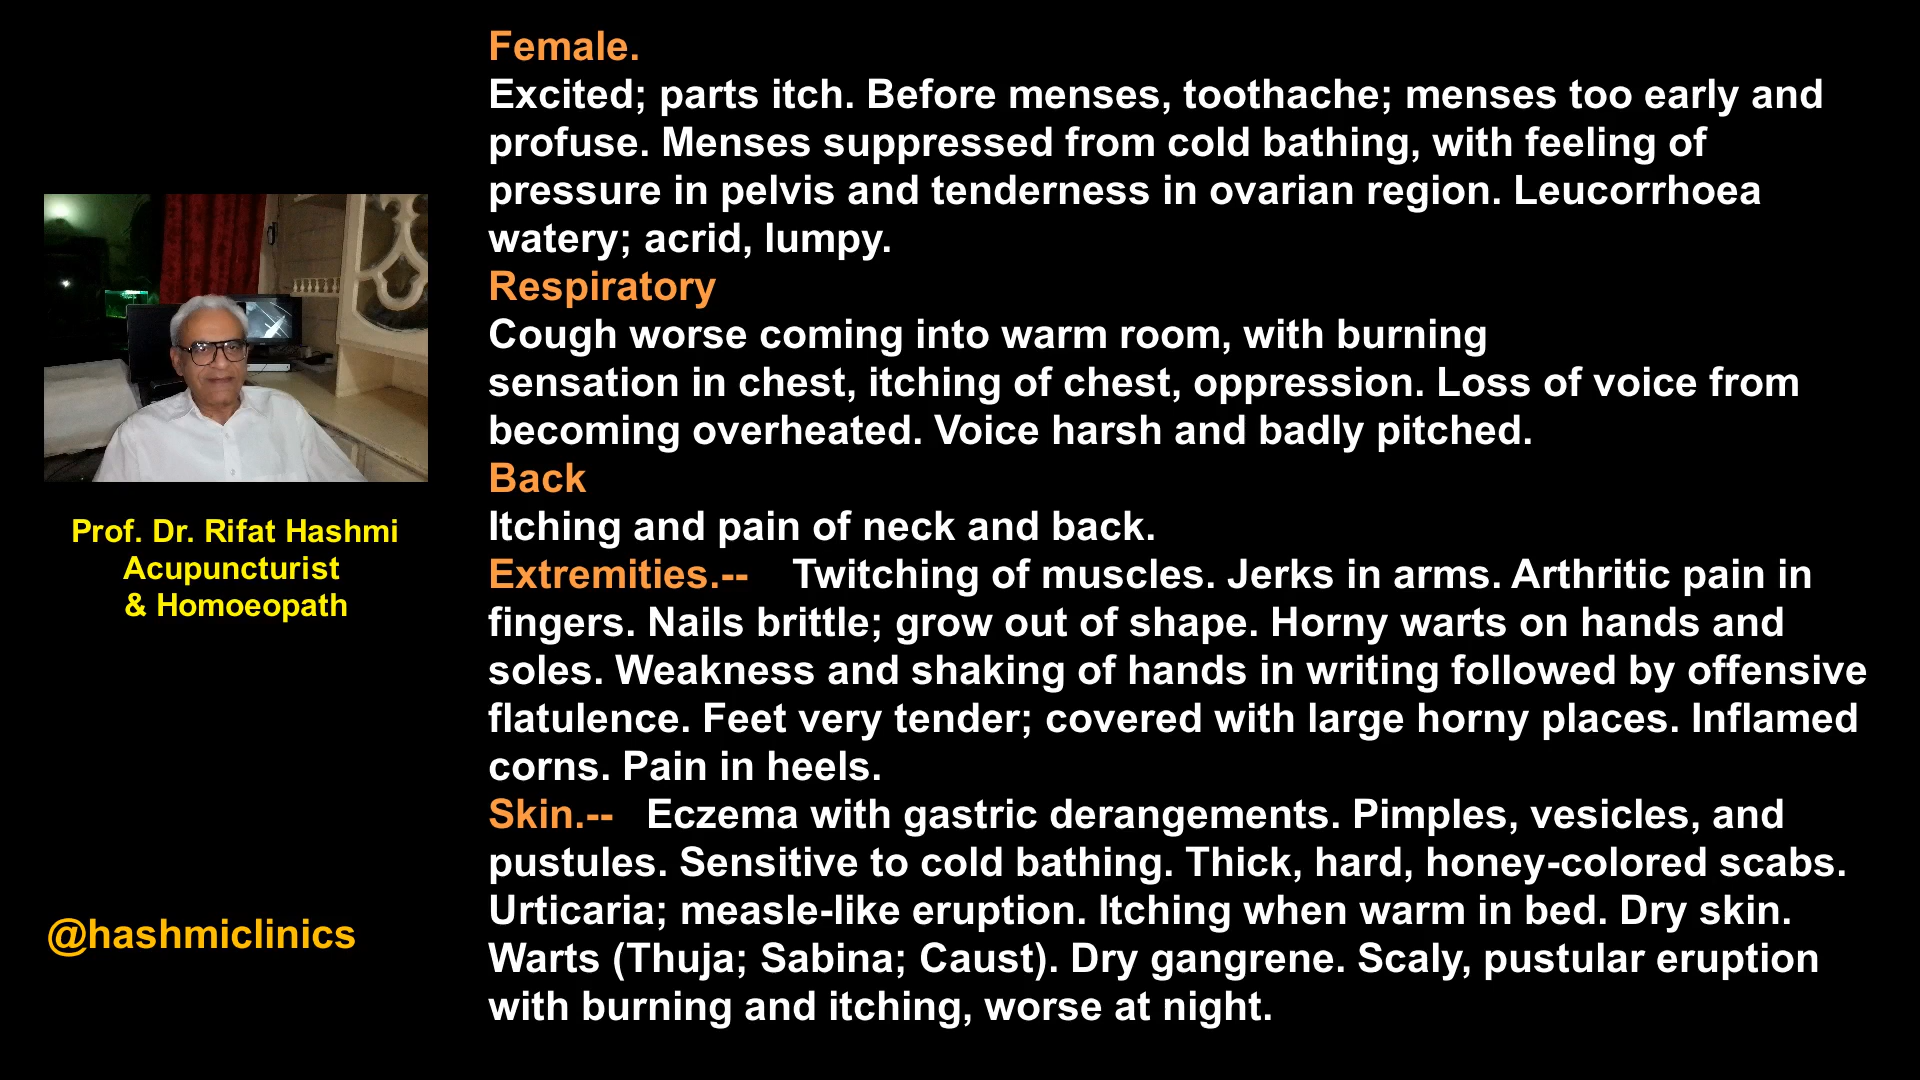 Female.
Excited; parts itch. Before menses, toothache; menses too early and
profuse. Menses suppressed from cold bathing, with feeling of
pressure in pelvis and tenderness in ovarian region. Leucorrhoea
watery; acrid, lumpy.
Respiratory
Cough worse coming into warm room, with burning
sensation in chest, itching of chest, oppression. Loss of voice from
becoming overheated. Voice harsh and badly pitched.
Back
Itching and pain of neck and back.
Extremities.-- Twitching of muscles. Jerks in arms. Arthritic pain in
fingers. Nails brittle; grow out of shape. Horny warts on hands and
soles. Weakness and shaking of hands in writing followed by offensive
flatulence. Feet very tender; covered with large horny places. Inflamed
corns. Pain in heels.
Skin.-- Eczema with gastric derangements. Pimples, vesicles, and
pustules. Sensitive to cold bathing. Thick, hard, honey-colored scabs.
Urticaria; measle-like eruption. Itching when warm in bed. Dry skin.
Warts (Thuja; Sabina; Caust). Dry gangrene. Scaly, pustular eruption
with burning and itching, worse at night.
Prof. Dr. Rifat Hashmi
Acupuncturist
& Homoeopath
@hashmiclinics